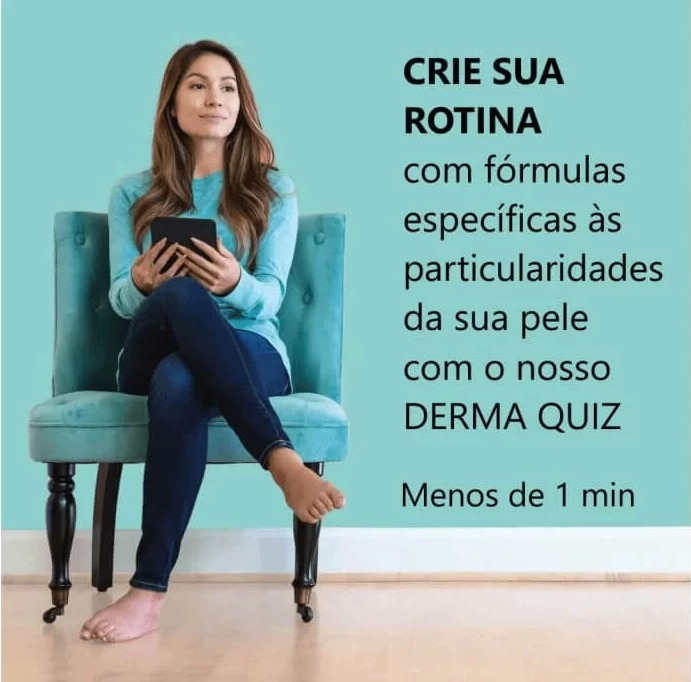 CRIE SUA
ROTINA
com fórmulas
específicas às
particularidades
da sua pele
com o nosso
DERMA QUIZ
Menos de 1 min